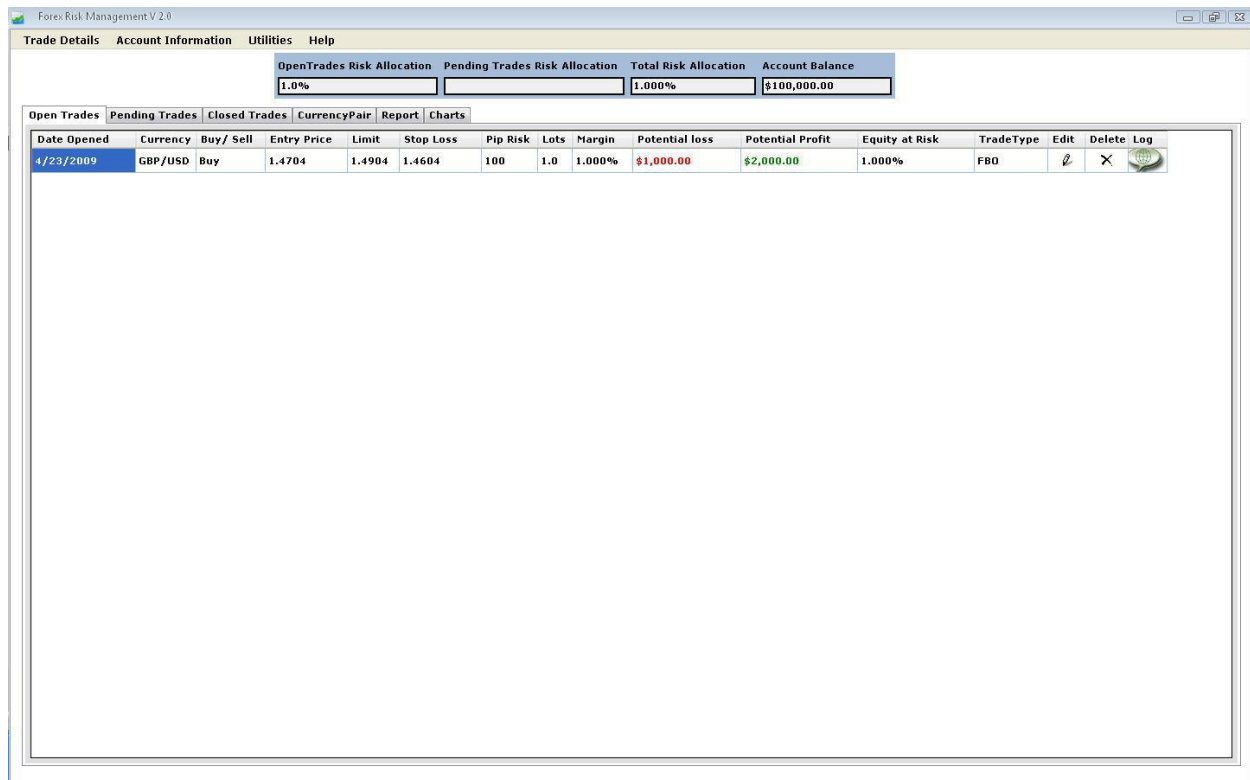 Forex Risk Management V 2.0
Trade Details Account Information Utilities Help
OpenTrades Risk Allocation Pending Trades Risk Allocation Total Risk Allocation Account Balance
1.0% 1.000% $100,000.00
Open Trades Pending Trades Closed Trades CurrencyPair Report Charts
Date Opened Currency Buy/ Sell Entry Price Limit Stop Loss Pip Risk Lots Margin Potential loss Potential Profit Equity at Risk TradeType Edit Delete Log
4/23/2009 GBP/USD Buy 1.4704 1.4904 1.4604 100 1.0 1.000% $1,000.00 $2,000.00 1.000% FBO